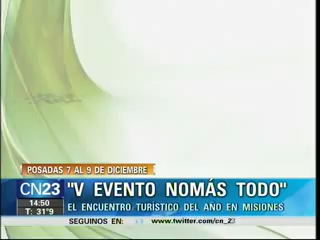 POSADAS 7 AL 9 DE DICIEMBRE
CN23 "V EVENTO NOMÁS TODO"
14:50 EL ENCUENTRO TURÍSTICO DEL AÑO EN MISIONES
T: 31°9 SEGUINOS EN: www.twitter.com/cn_23